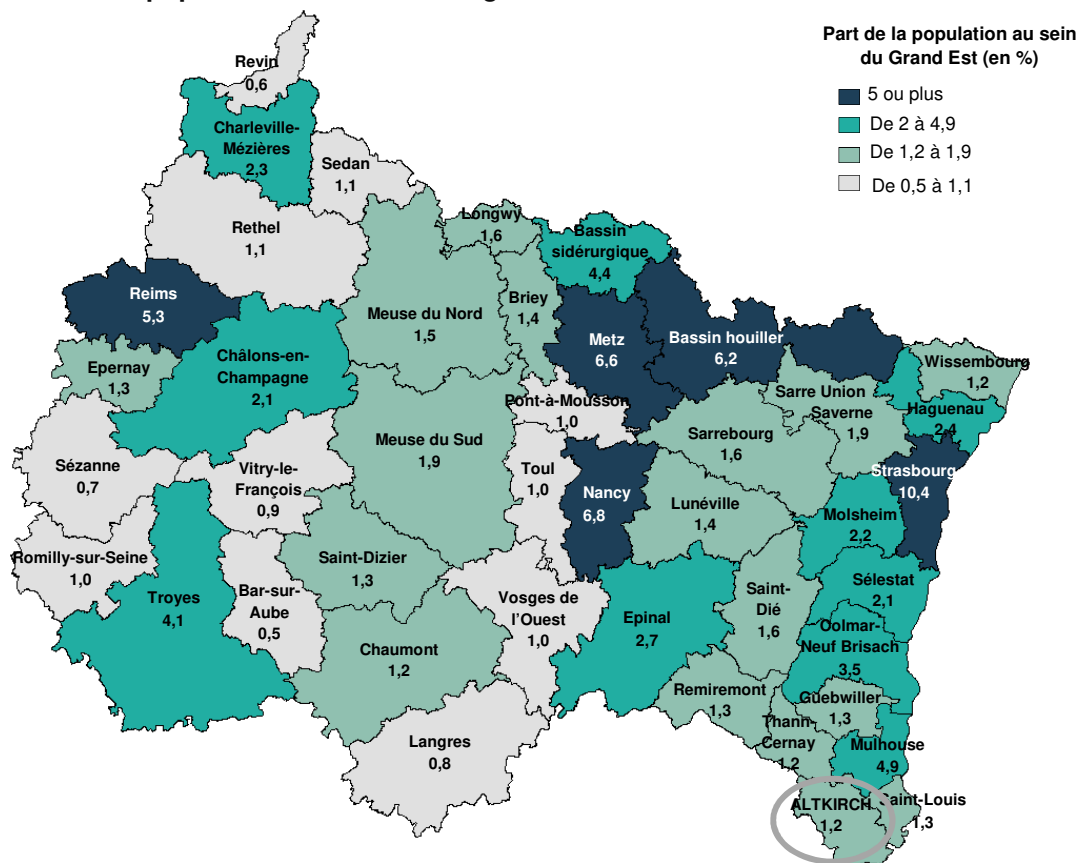 Part de la population au sein
du Grand Est (en %)
5 ou plus
De 2 à 4,9
De 1,2 à 1,9
De 0,5 à 1,1
Revin
0,6
Charleville-
Mézières
2,3
Sedan
1,1
Rethel
1,1
Longwy
1,6
Bassin
sidérurgique
4,4
Reims
5,3
Meuse du Nord
1,5
Briey
1,4
Metz
6,6
Bassin houiller
6,2
Wissembourg
1,2
Epernay
1,3
Châlons-en-
Champagne
2,1
Pont-à-Mousson
1,0
Sarre Union
Saverne
1,9
Haguenau
2,4
Sézanne
0,7
Vitry-le-
François
0,9
Meuse du Sud
1,9
Toul
1,0
Nancy
6,8
Sarrebourg
1,6
Strasbourg
10,4
Lunéville
1,4
Molsheim
2,2
Romilly-sur-Seine
1,0
Troyes
4,1
Bar-sur-
Aube
0,5
Saint-Dizier
1,3
Vosges de
l'Ouest
1,0
Epinal
2,7
Saint-
Dié
1,6
Sélestat
2,1
Colmar-
Neuf Brisach
3,5
Chaumont
1,2
Remiremont
1,3
Guebwiller
1,3
Langres
0,8
Thann-
Cernay
1,2
Mulhouse
4,9
ALTKIRCH
1,2
Saint-Louis
1,3